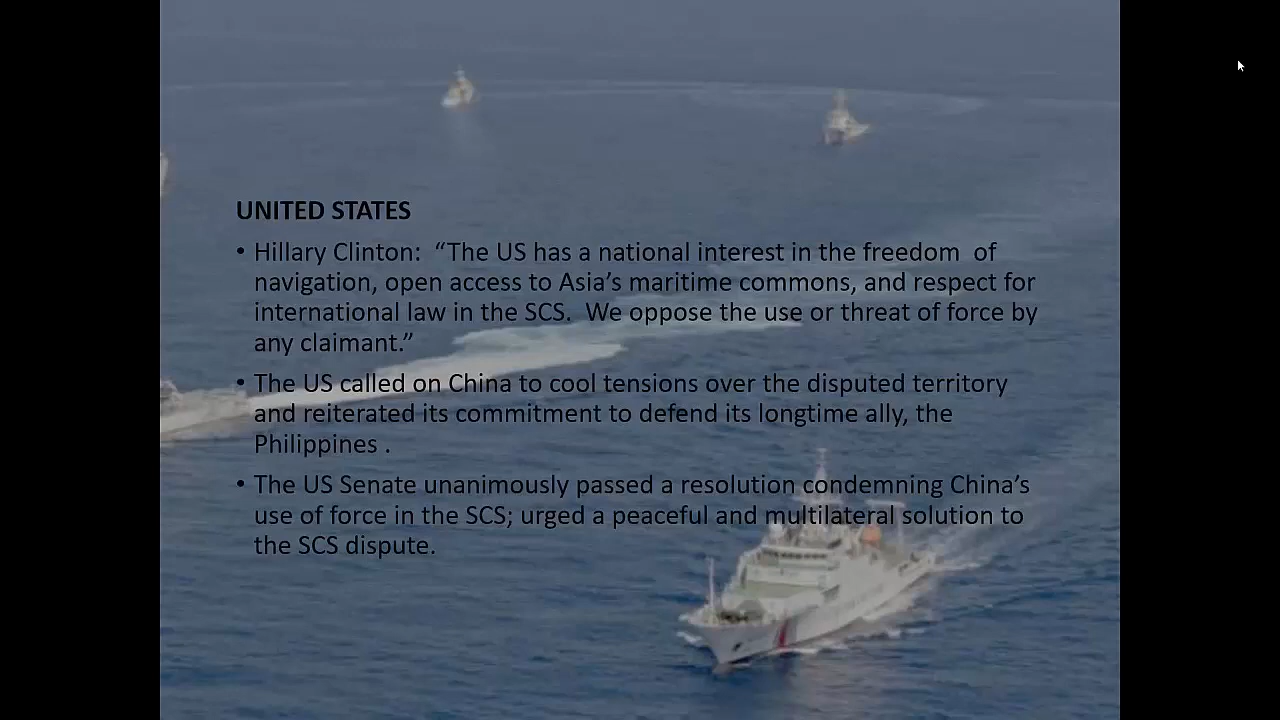 UNITED STATES
• Hillary Clinton:  “The US has a national interest in the freedom  of
navigation, open access to Asia’s maritime commons, and respect for
international law in the SCS.  We oppose the use or threat of force by
any claimant.”
• The US called on China to cool tensions over the disputed territory
and reiterated its commitment to defend its longtime ally, the
Philippines .
• The US Senate unanimously passed a resolution condemning China’s
use of force in the SCS; urged a peaceful and multilateral solution to
the SCS dispute.